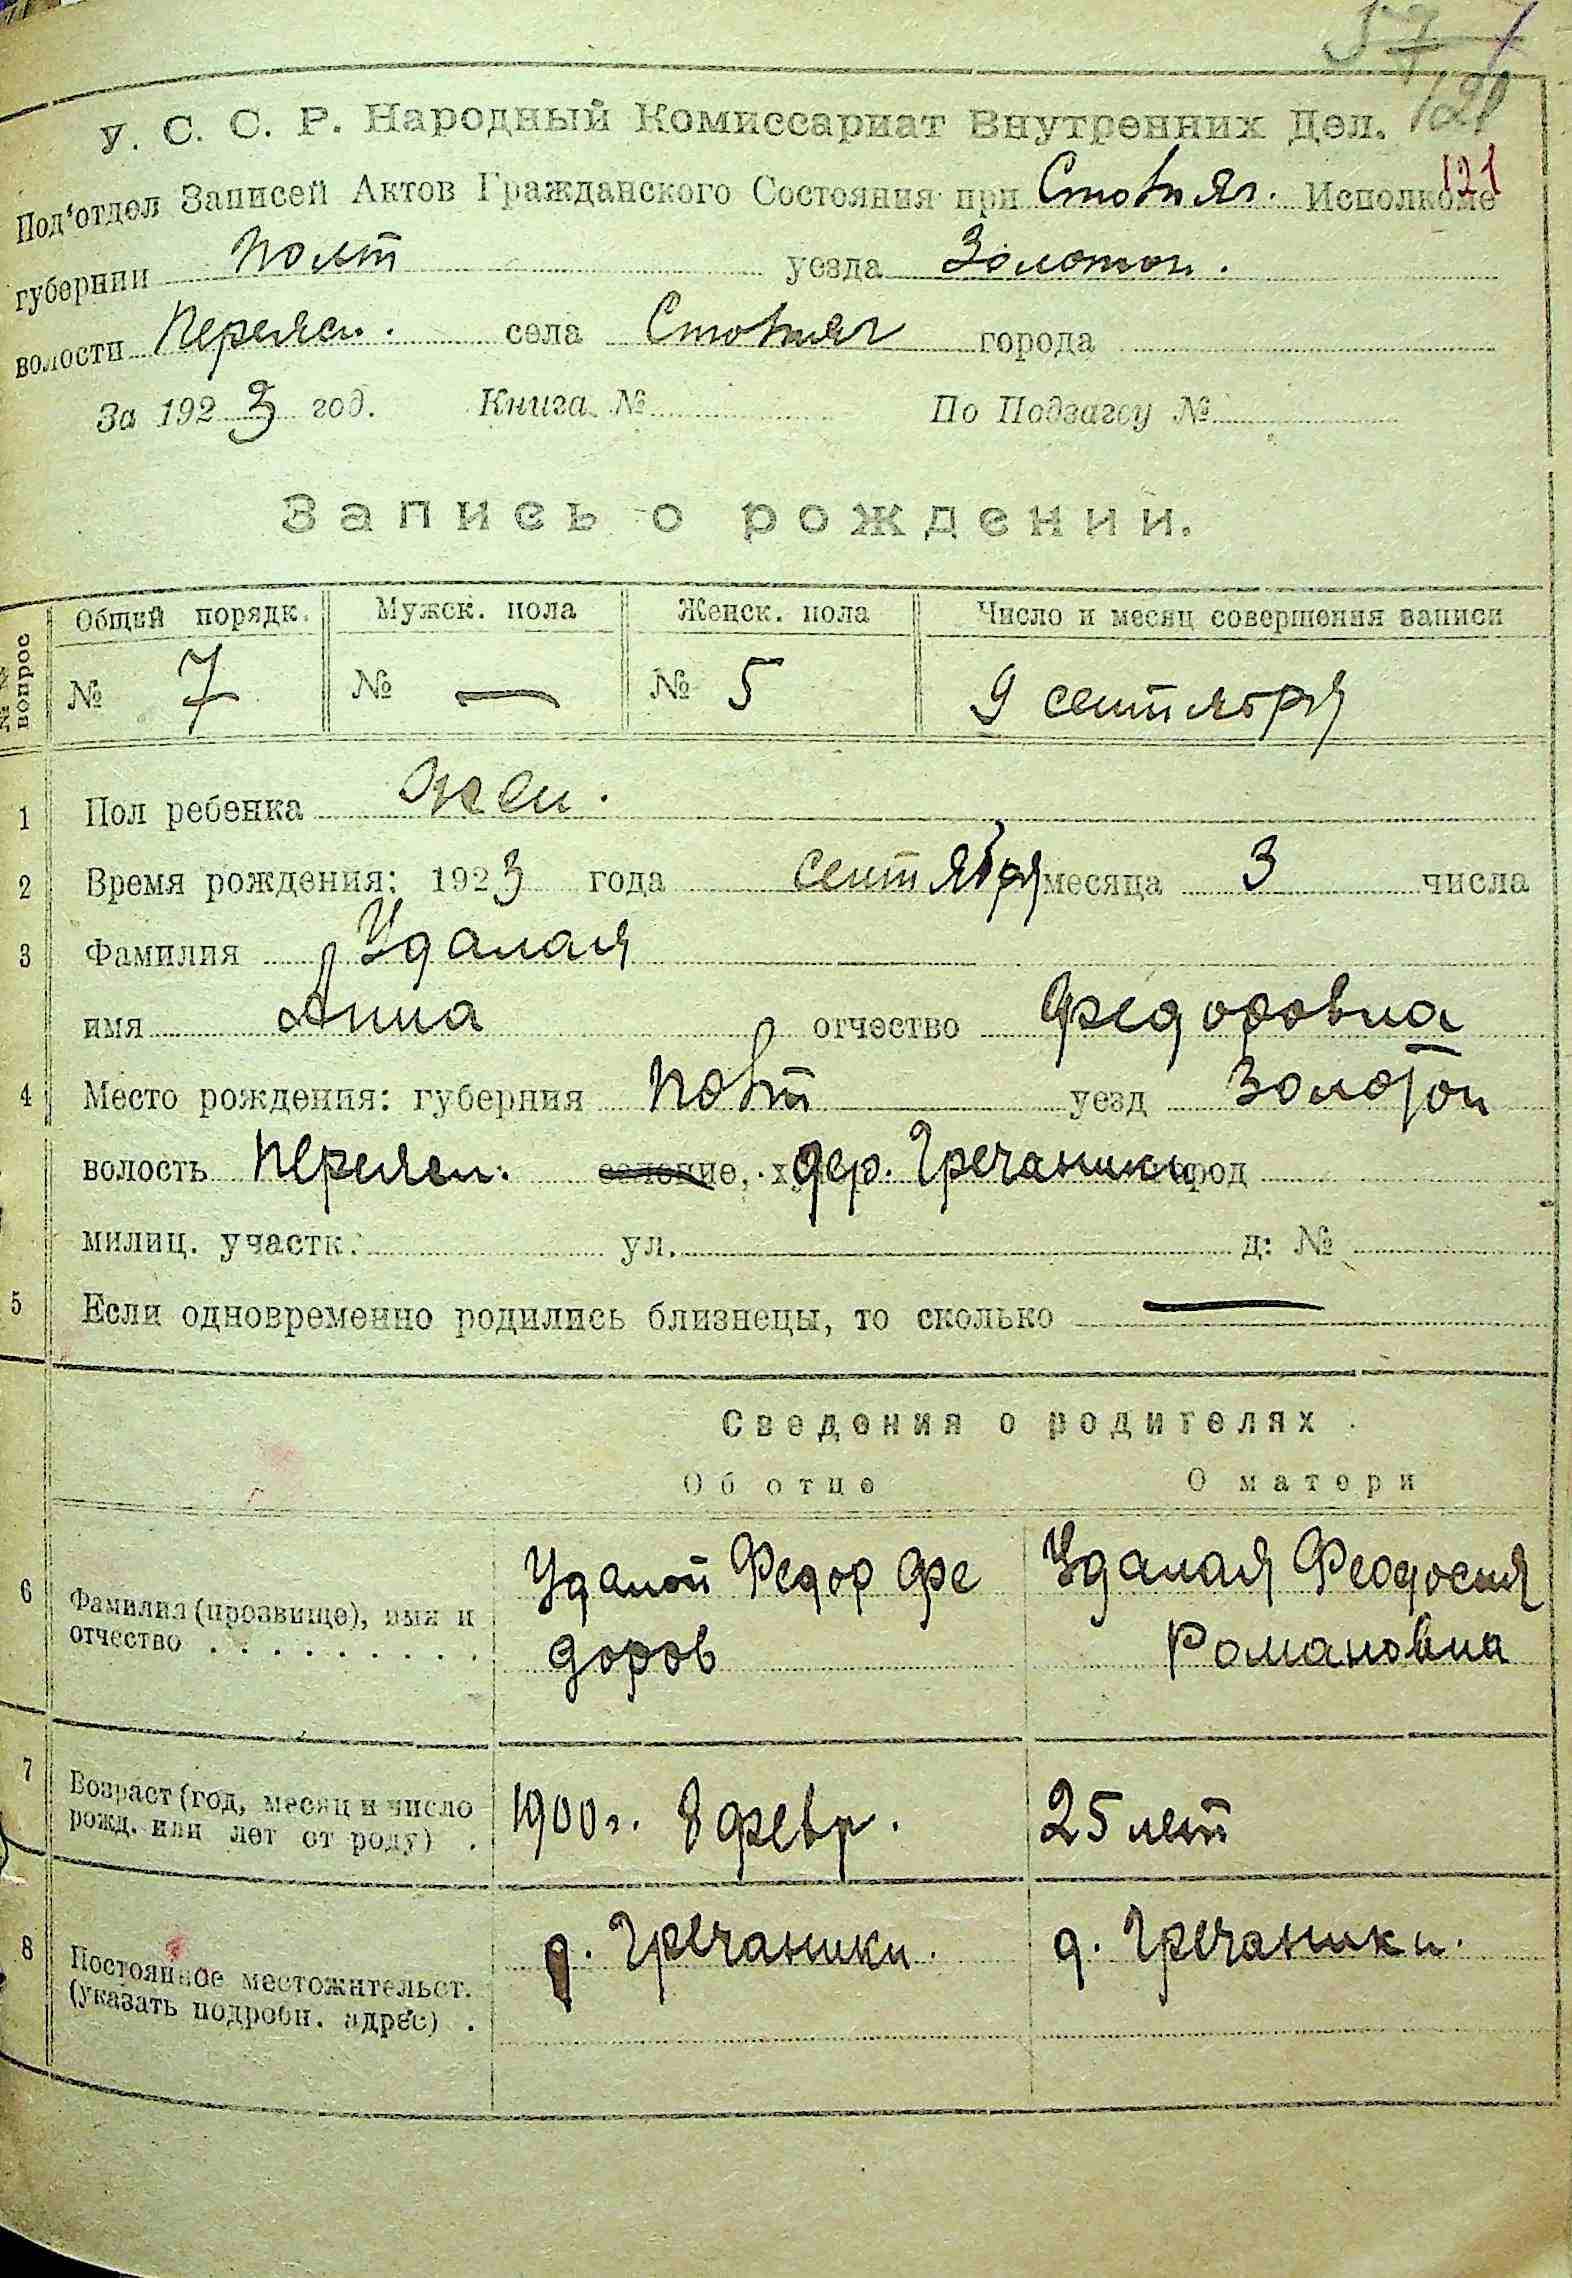 57
121
У. С. С. Р. Народный Комиссариат Внутренних Дел.
121
Под'отдел Записей Актов Гражданского Состояния при Стовпяг. Исполкоме
губернии Полт уезда Золотон.
волости Переясл. села Стовпяг города
За 1923 год. Книга № По Подзагсу №
Запись о рождении.
№ № вопрос
Общий порядк. Мужск. пола Женск. пола Число и месяц совершения записи
№ 7 № — № 5 9 сентября
1 Пол ребенка жен.
2 Время рождения: 1923 года сентября месяца 3 числа
3 Фамилия Удалая
имя Анна отчество Федоровна
4 Место рождения: губерния Полт уезд Золотон
волость Переясл. селение, х дер. Гречаники город
милиц. участк. ул. д: №
5 Если одновременно родились близнецы, то сколько —
Сведения о родителях
Об отце О матери
6 Фамилия (прозвище), имя и отчество . . . . . . . . .
Удалой Федор Фе
доров
Удалая Феодосия
Романовна
7 Возраст (год, месяц и число
рожд. или лет от роду) .
1900 г. 8 февр.
25 лет
8 Постоянное местожительст.
(указать подробн. адрес) .
д. Гречаники.
д. Гречаники.